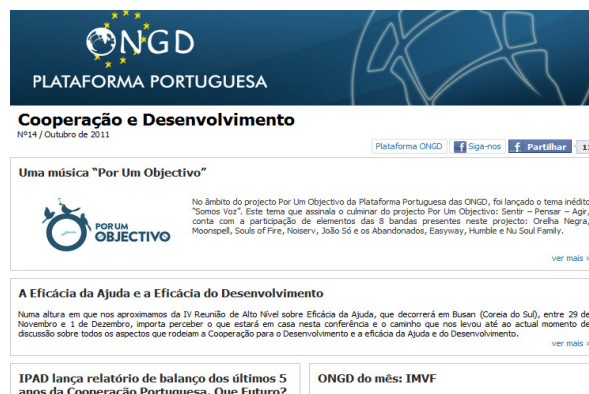 ONGD
PLATAFORMA PORTUGUESA
Cooperação e Desenvolvimento
Nº14 / Outubro de 2011
Plataforma ONGD Siga-nos Partilhar
Uma música "Por Um Objectivo"
POR UM
OBJECTIVO
No âmbito do projecto Por Um Objectivo da Plataforma Portuguesa das ONGD, foi lançado o tema inédito
"Somos Voz". Este tema que assinala o culminar do projecto Por Um Objectivo: Sentir – Pensar – Agir,
conta com a participação de elementos das 8 bandas presentes neste projecto: Orelha Negra,
Moonspell, Souls of Fire, Noiserv, João Só e os Abandonados, Easyway, Humble e Nu Soul Family.
ver mais »
A Eficácia da Ajuda e a Eficácia do Desenvolvimento
Numa altura em que nos aproximamos da IV Reunião de Alto Nível sobre Eficácia da Ajuda, que decorrerá em Busan (Coreia do Sul), entre 29 de
Novembro e 1 de Dezembro, importa perceber o que estará em casa nesta conferência e o caminho que nos levou até ao actual momento de
discussão sobre todos os aspectos que rodeiam a Cooperação para o Desenvolvimento e a eficácia da Ajuda e do Desenvolvimento.
ver mais »
IPAD lança relatório de balanço dos últimos 5
anos da Cooperação Portuguesa. Que Futuro?
ONGD do mês: IMVF